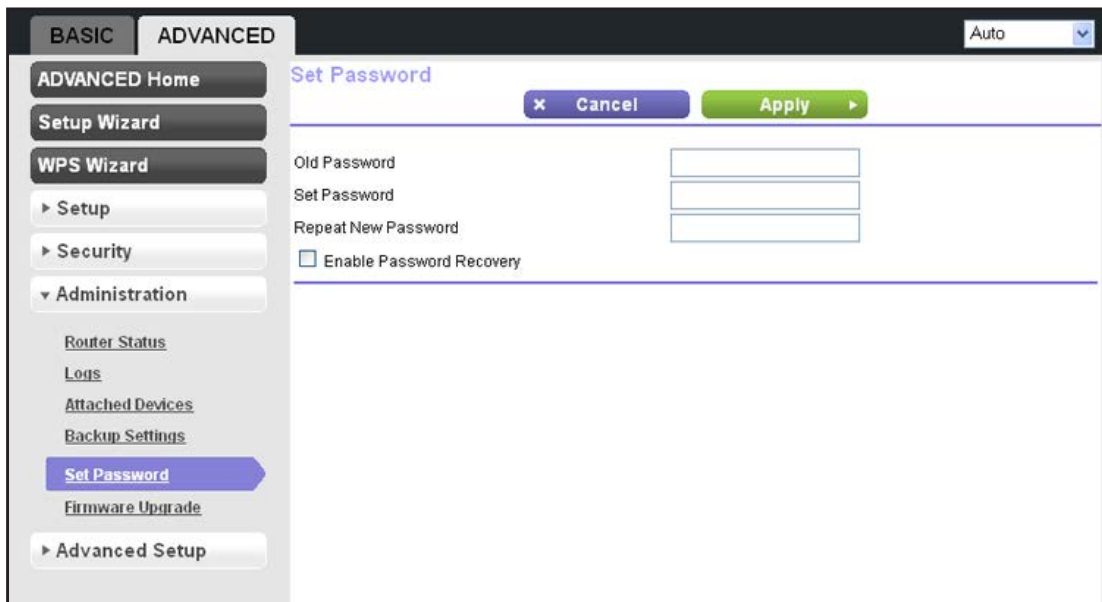 BASIC
ADVANCED
Auto
ADVANCED Home
Setup Wizard
WPS Wizard
Setup
Security
Administration
Router Status
Logs
Attached Devices
Backup Settings
Set Password
Firmware Upgrade
Advanced Setup
Set Password
Cancel
Apply
Old Password
Set Password
Repeat New Password
Enable Password Recovery